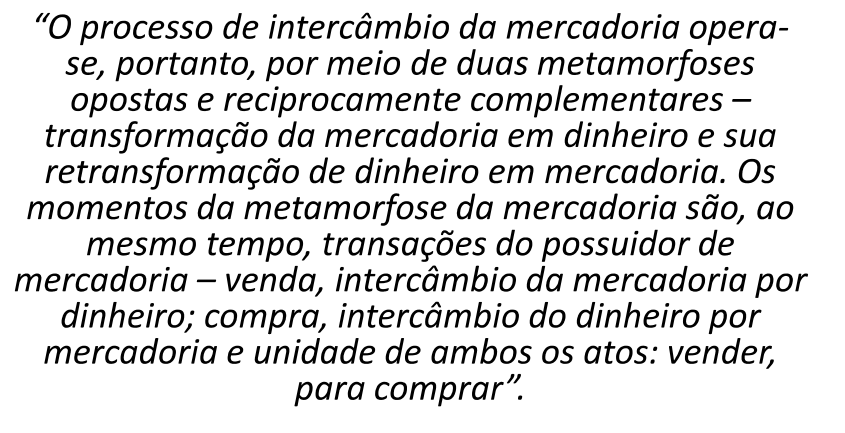 “O processo de intercâmbio da mercadoria opera-
se, portanto, por meio de duas metamorfoses
opostas e reciprocamente complementares –
transformação da mercadoria em dinheiro e sua
retransformação de dinheiro em mercadoria. Os
momentos da metamorfose da mercadoria são, ao
mesmo tempo, transações do possuidor de
mercadoria – venda, intercâmbio da mercadoria por
dinheiro; compra, intercâmbio do dinheiro por
mercadoria e unidade de ambos os atos: vender,
para comprar”.